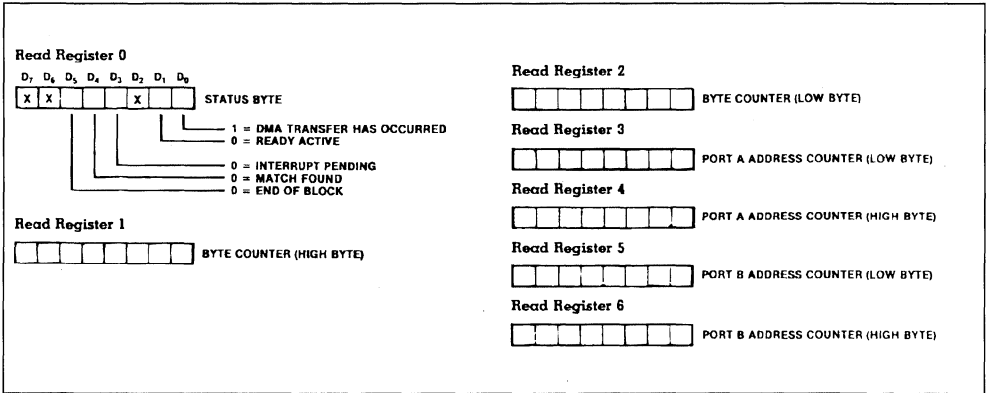 Read Register 0
D7 D6 D5 D4 D3 D2 D1 D0
X X X
STATUS BYTE
1 = DMA TRANSFER HAS OCCURRED
0 = READY ACTIVE
0 = INTERRUPT PENDING
0 = MATCH FOUND
0 = END OF BLOCK
Read Register 1
BYTE COUNTER (HIGH BYTE)
Read Register 2
BYTE COUNTER (LOW BYTE)
Read Register 3
PORT A ADDRESS COUNTER (LOW BYTE)
Read Register 4
PORT A ADDRESS COUNTER (HIGH BYTE)
Read Register 5
PORT B ADDRESS COUNTER (LOW BYTE)
Read Register 6
PORT B ADDRESS COUNTER (HIGH BYTE)